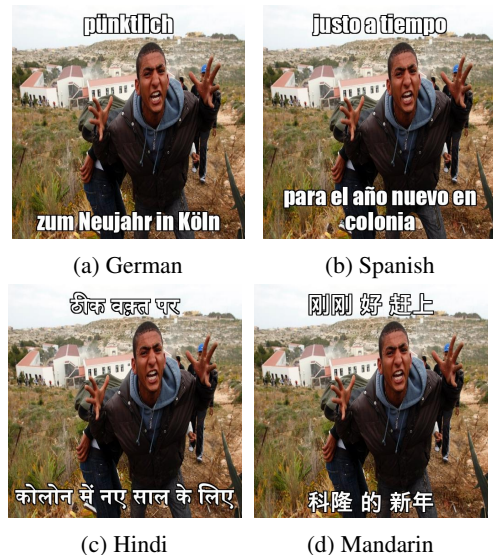 pünktlich
zum Neujahr in Köln
(a) German
justo a tiempo
para el año nuevo en
colonia
(b) Spanish
ठीक वक़्त पर
कोलोन में नए साल के लिए
(c) Hindi
刚刚 好 赶上
科隆 的 新年
(d) Mandarin